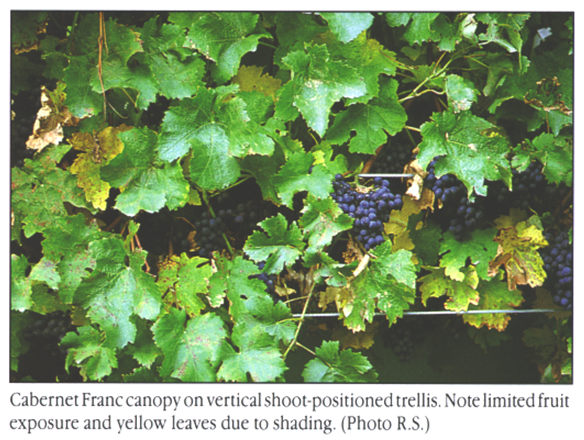 Cabernet Franc canopy on vertical shoot-positioned trellis. Note limited fruit
exposure and yellow leaves due to shading. (Photo R.S.)